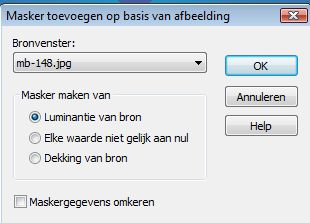 Masker toevoegen op basis van afbeelding
Bronvenster:
mb-148.jpg
OK
Masker maken van
Annuleren
Luminantie van bron
Help
Elke waarde niet gelijk aan nul
Dekking van bron
Maskergegevens omkeren